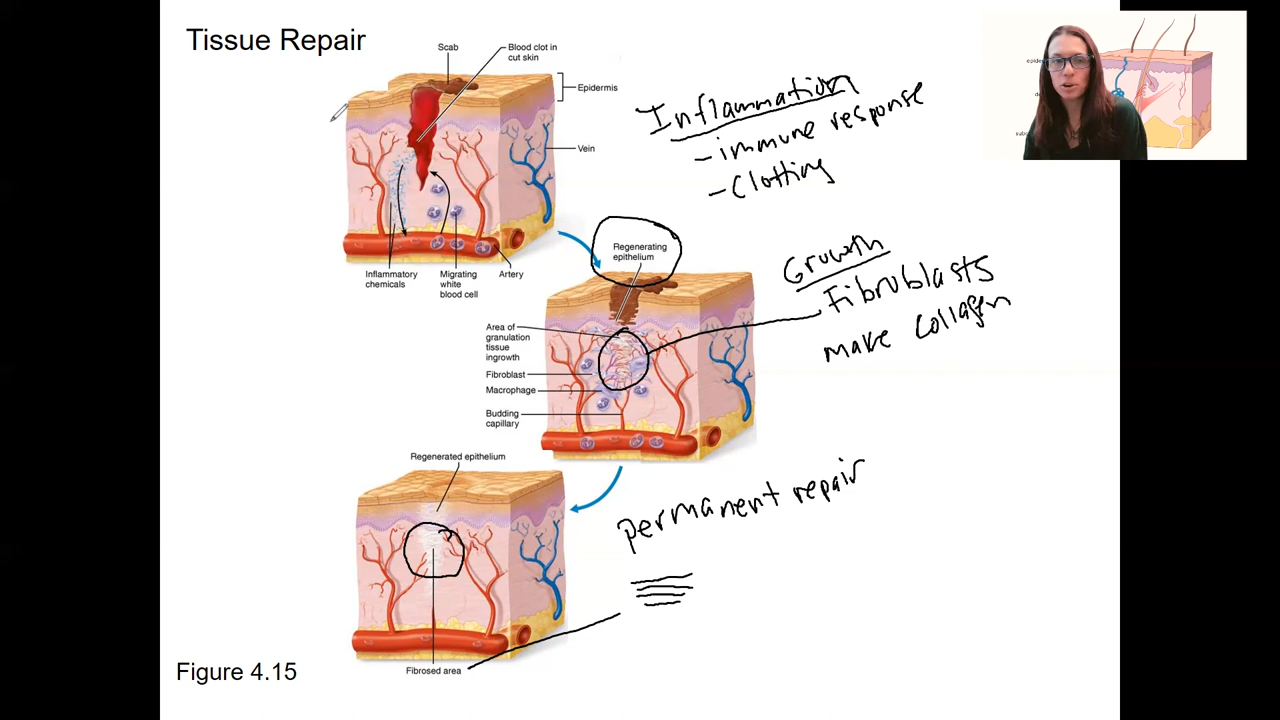 Tissue Repair
Scab
Blood clot in
cut skin
Epidermis
Vein
Inflammatory
chemicals
Migrating
white
blood cell
Artery
Inflammation
- immune response
- Clotting
Regenerating
epithelium
Area of
granulation
tissue
ingrowth
Fibroblast
Macrophage
Budding
capillary
Growth
Fibroblasts
make collagen
Regenerated epithelium
Fibrosed area
permanent repair
Figure 4.15